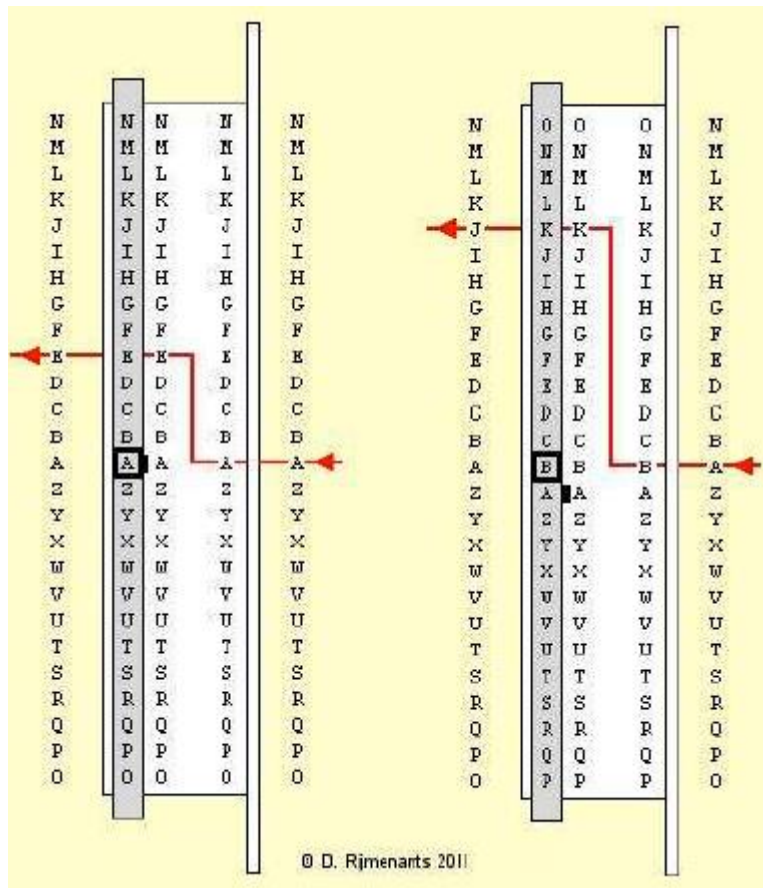 N N N N N N O O O N
M M M M M M N N N M
L L L L L L M M M L
K K K K K K L L L K
J J J J J J K K K J
I I I I I I J J J I
H H H H H H I I I H
G G G G G G H H H G
F F F F F F G G G F
E E E E E E F F F E
D D D D D D E E E D
C C C C C C D D D C
B B B B B B C C C B
A A A A A A B B B A
Z Z Z Z Z Z A A A Z
Y Y Y Y Y Y Z Z Z Y
X X X X X X Y Y Y X
W W W W W W X X X W
V V V V V V W W W V
U U U U U U V V V U
T T T T T T U U U T
S S S S S S T T T S
R R R R R R S S S R
Q Q Q Q Q Q R R R Q
P P P P P P Q Q Q P
O O O O O O P P P O
© D. Rijmenants 2011